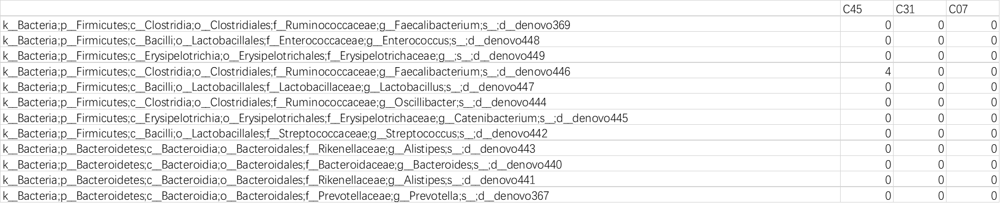 C45 C31 C07
k__Bacteria;p__Firmicutes;c__Clostridia;o__Clostridiales;f__Ruminococcaceae;g__Faecalibacterium;s__;d__denovo369 0 0 0
k__Bacteria;p__Firmicutes;c__Bacilli;o__Lactobacillales;f__Enterococcaceae;g__Enterococcus;s__;d__denovo448 0 0 0
k__Bacteria;p__Firmicutes;c__Erysipelotrichia;o__Erysipelotrichales;f__Erysipelotrichaceae;g__;s__;d__denovo449 0 0 0
k__Bacteria;p__Firmicutes;c__Clostridia;o__Clostridiales;f__Ruminococcaceae;g__Faecalibacterium;s__;d__denovo446 4 0 0
k__Bacteria;p__Firmicutes;c__Bacilli;o__Lactobacillales;f__Lactobacillaceae;g__Lactobacillus;s__;d__denovo447 0 0 0
k__Bacteria;p__Firmicutes;c__Clostridia;o__Clostridiales;f__Ruminococcaceae;g__Oscillibacter;s__;d__denovo444 0 0 0
k__Bacteria;p__Firmicutes;c__Erysipelotrichia;o__Erysipelotrichales;f__Erysipelotrichaceae;g__Catenibacterium;s__;d__denovo445 0 0 0
k__Bacteria;p__Firmicutes;c__Bacilli;o__Lactobacillales;f__Streptococcaceae;g__Streptococcus;s__;d__denovo442 0 0 0
k__Bacteria;p__Bacteroidetes;c__Bacteroidia;o__Bacteroidales;f__Rikenellaceae;g__Alistipes;s__;d__denovo443 0 0 0
k__Bacteria;p__Bacteroidetes;c__Bacteroidia;o__Bacteroidales;f__Bacteroidaceae;g__Bacteroides;s__;d__denovo440 0 0 0
k__Bacteria;p__Bacteroidetes;c__Bacteroidia;o__Bacteroidales;f__Rikenellaceae;g__Alistipes;s__;d__denovo441 0 0 0
k__Bacteria;p__Bacteroidetes;c__Bacteroidia;o__Bacteroidales;f__Prevotellaceae;g__Prevotella;s__;d__denovo367 0 0 0